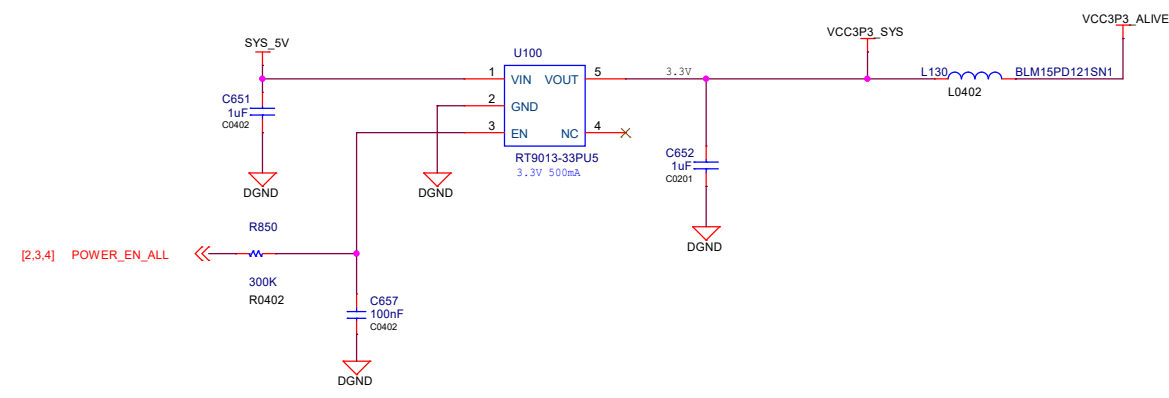 VCC3P3_ALIVE
SYS_5V
VCC3P3_SYS
U100
1 VIN VOUT 5 3.3V
L130 BLM15PD121SN1
L0402
C651
1uF
C0402
2 GND
3 EN NC 4
RT9013-33PU5
3.3V 500mA
C652
1uF
C0201
DGND
DGND
DGND
R850
[2,3,4] POWER_EN_ALL
300K
R0402
C657
100nF
C0402
DGND